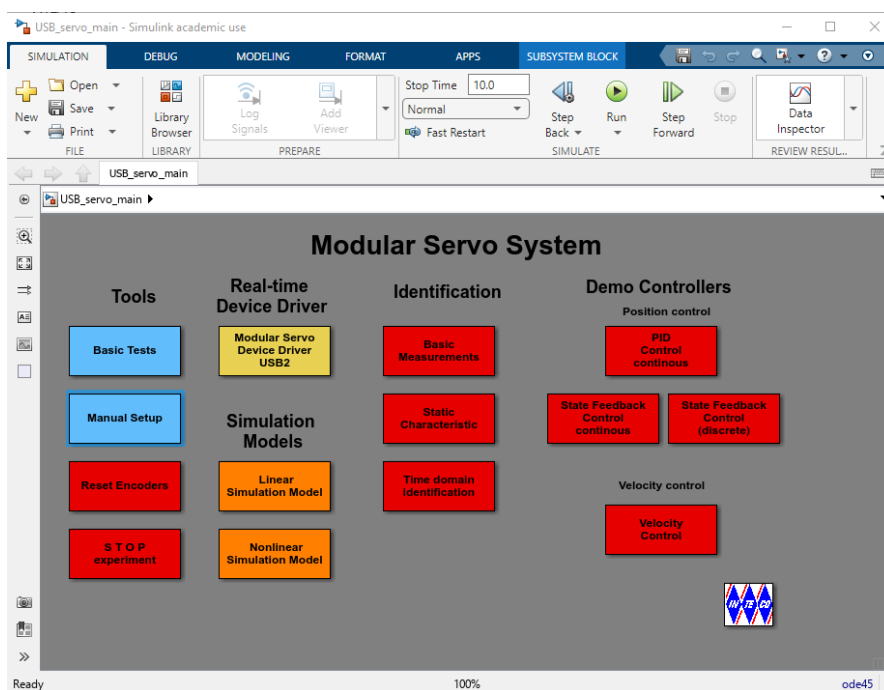 USB_servo_main - Simulink academic use
SIMULATION
DEBUG
MODELING
FORMAT
APPS
SUBSYSTEM BLOCK
New
Open
Save
Print
FILE
Library
Browser
LIBRARY
Log
Signals
Add
Viewer
PREPARE
Stop Time 10.0
Normal
Fast Restart
Step
Back
Run
Step
Forward
Stop
SIMULATE
Data
Inspector
REVIEW RESUL...
USB_servo_main
USB_servo_main
Modular Servo System
Tools
Basic Tests
Manual Setup
Reset Encoders
S T O P
experiment
Real-time
Device Driver
Modular Servo
Device Driver
USB2
Simulation
Models
Linear
Simulation Model
Nonlinear
Simulation Model
Identification
Basic
Measurements
Static
Characteristic
Time domain
Identification
Demo Controllers
Position control
PID
Control
continous
State Feedback
Control
continous
State Feedback
Control
(discrete)
Velocity control
Velocity
Control
IN TE CO
Ready
100%
ode45